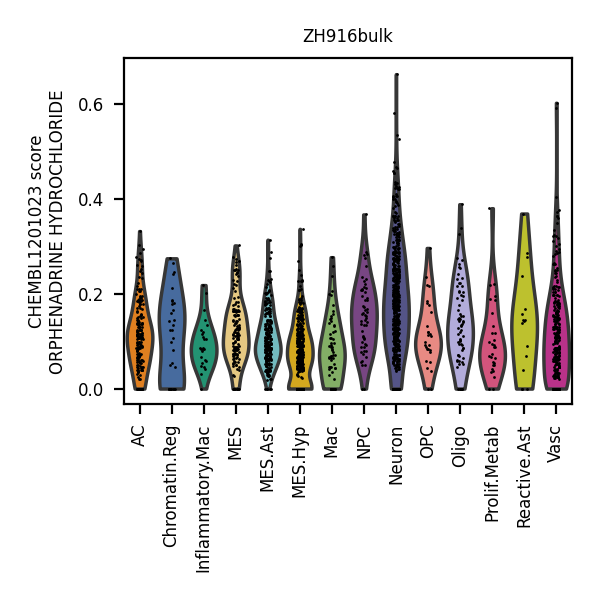 ZH916bulk
CHEMBL1201023 score
ORPHENADRINE HYDROCHLORIDE
0.6
0.4
0.2
0.0
AC
Chromatin.Reg
Inflammatory.Mac
MES
MES.Ast
MES.Hyp
Mac
NPC
Neuron
OPC
Oligo
Prolif.Metab
Reactive.Ast
Vasc